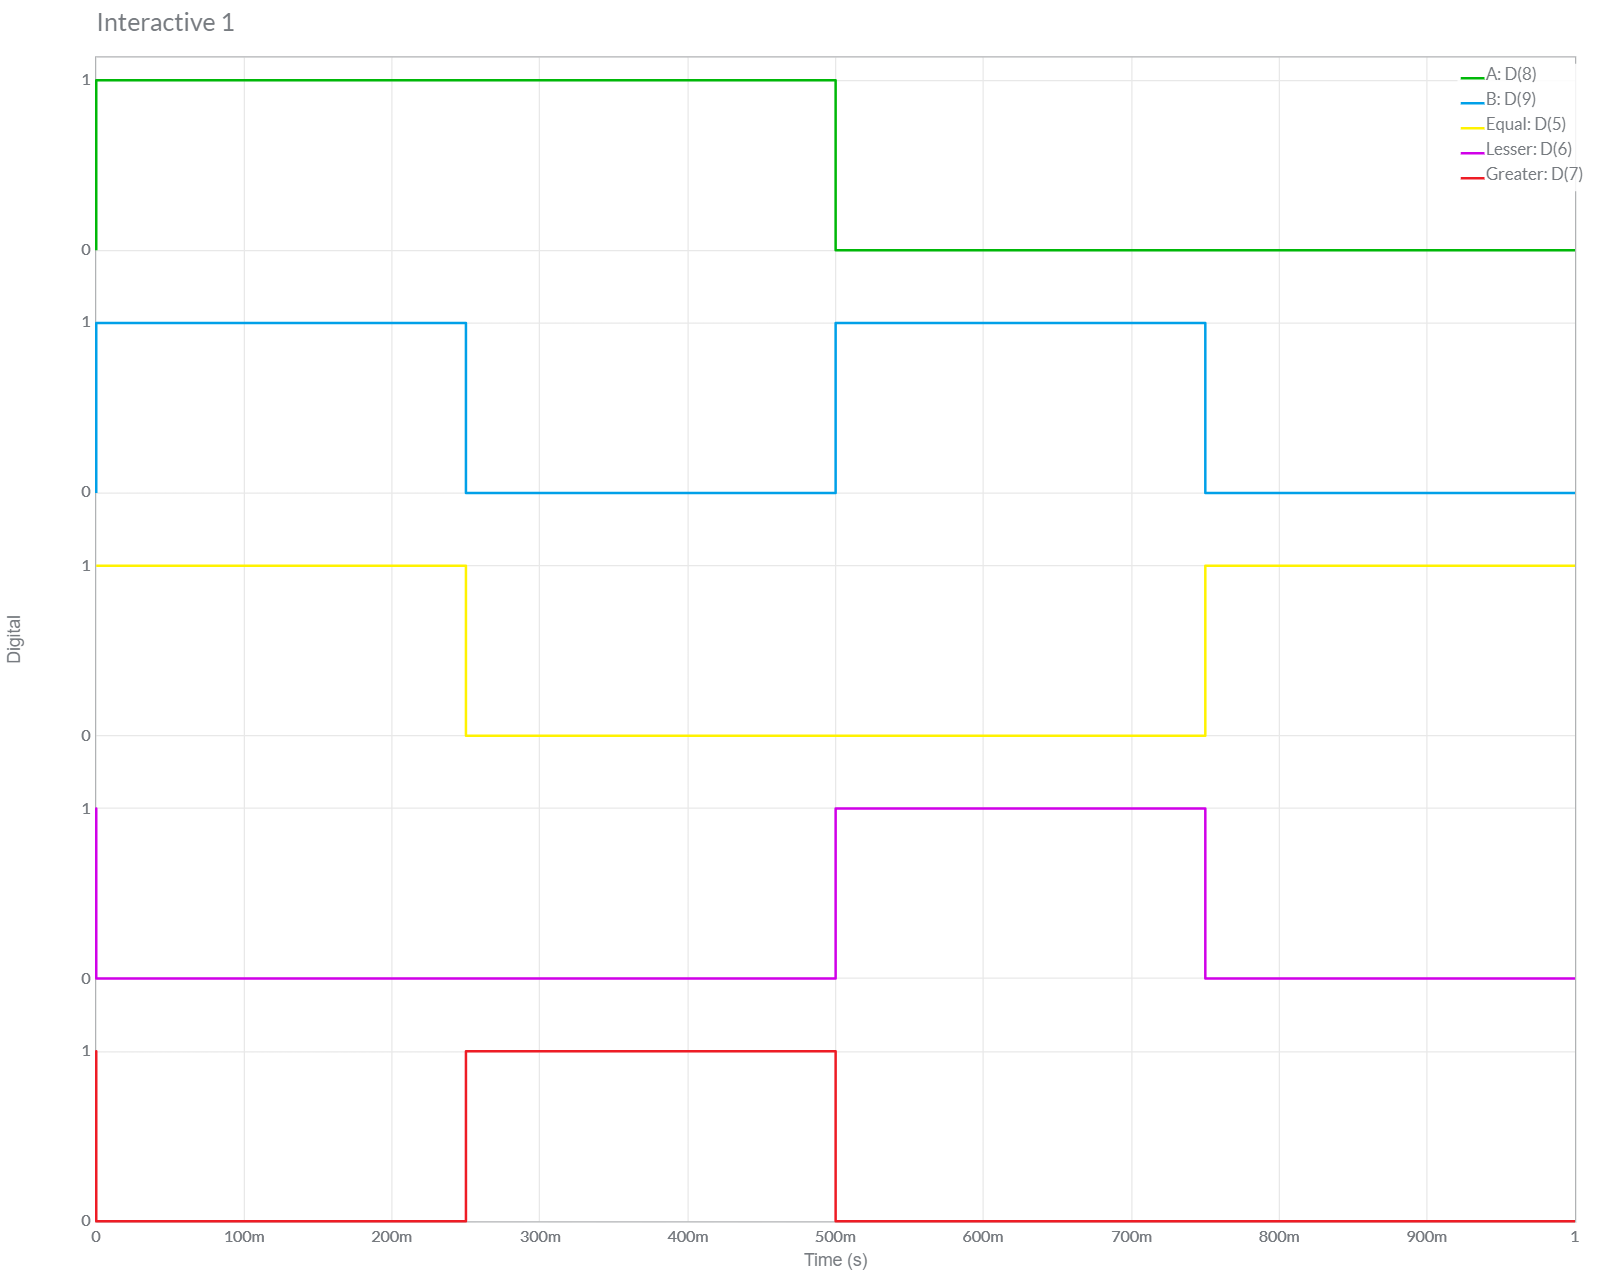 Interactive 1
A: D(8)
B: D(9)
Equal: D(5)
Lesser: D(6)
Greater: D(7)
1
0
1
0
1
0
1
0
1
0
Digital
0 100m 200m 300m 400m 500m 600m 700m 800m 900m 1
Time (s)